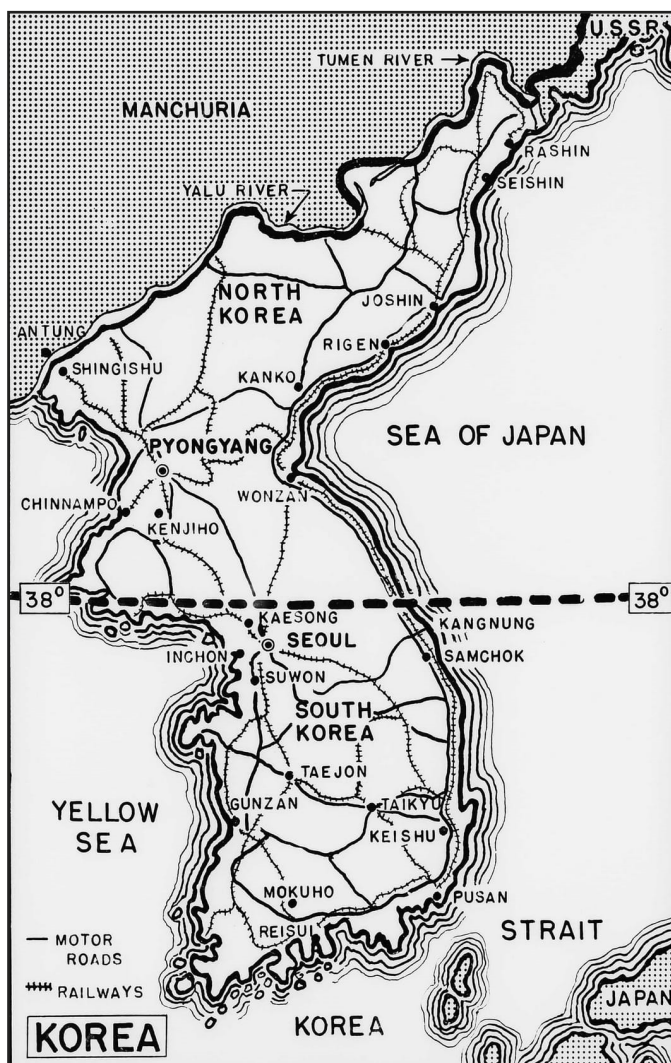 U.S.S.R.
TUMEN RIVER
MANCHURIA
RASHIN
SEISHIN
YALU RIVER
NORTH
KOREA
JOSHIN
ANTUNG
RIGEN
SHINGISHU
KANKO
PYONGYANG
SEA OF JAPAN
WONZAN
CHINNAMPO
KENJIHO
38°
38°
KAESONG
KANGNUNG
SEOUL
INCHON
SAMCHOK
SUWON
SOUTH
KOREA
TAEJON
YELLOW
SEA
GUNZAN
TAIKYU
KEISHU
MOKUHO
PUSAN
REISUI
STRAIT
MOTOR
ROADS
RAILWAYS
JAPAN
KOREA
KOREA